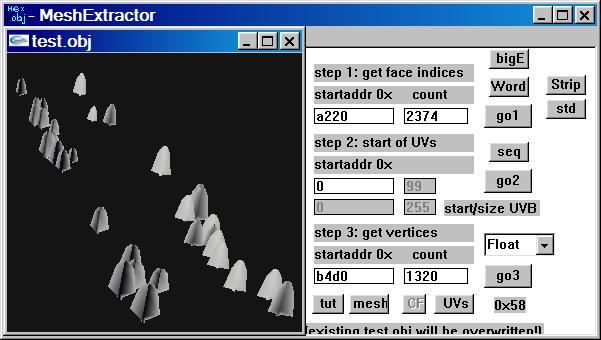 Hex
obj - MeshExtractor
test.obj
bigE
step 1: get face indices
Word
Strip
startaddr 0x count
std
a220 2374
go1
step 2: start of UVs
seq
startaddr 0x
go2
0 99
0 255 start/size UVB
step 3: get vertices
Float
startaddr 0x count
b4d0 1320
go3
tut mesh CF UVs 0x58
(existing test.obj will be overwritten!)